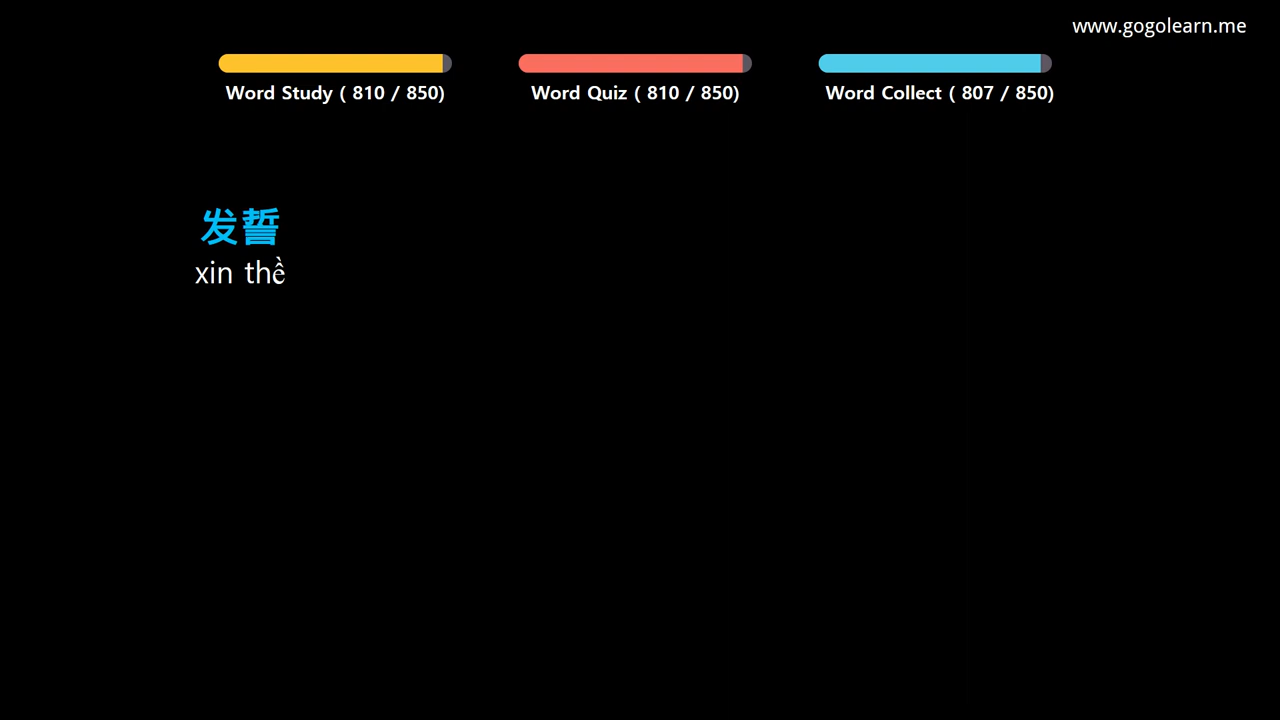 www.gogolearn.me
Word Study ( 810 / 850)
Word Quiz ( 810 / 850)
Word Collect ( 807 / 850)
发誓
xin thề